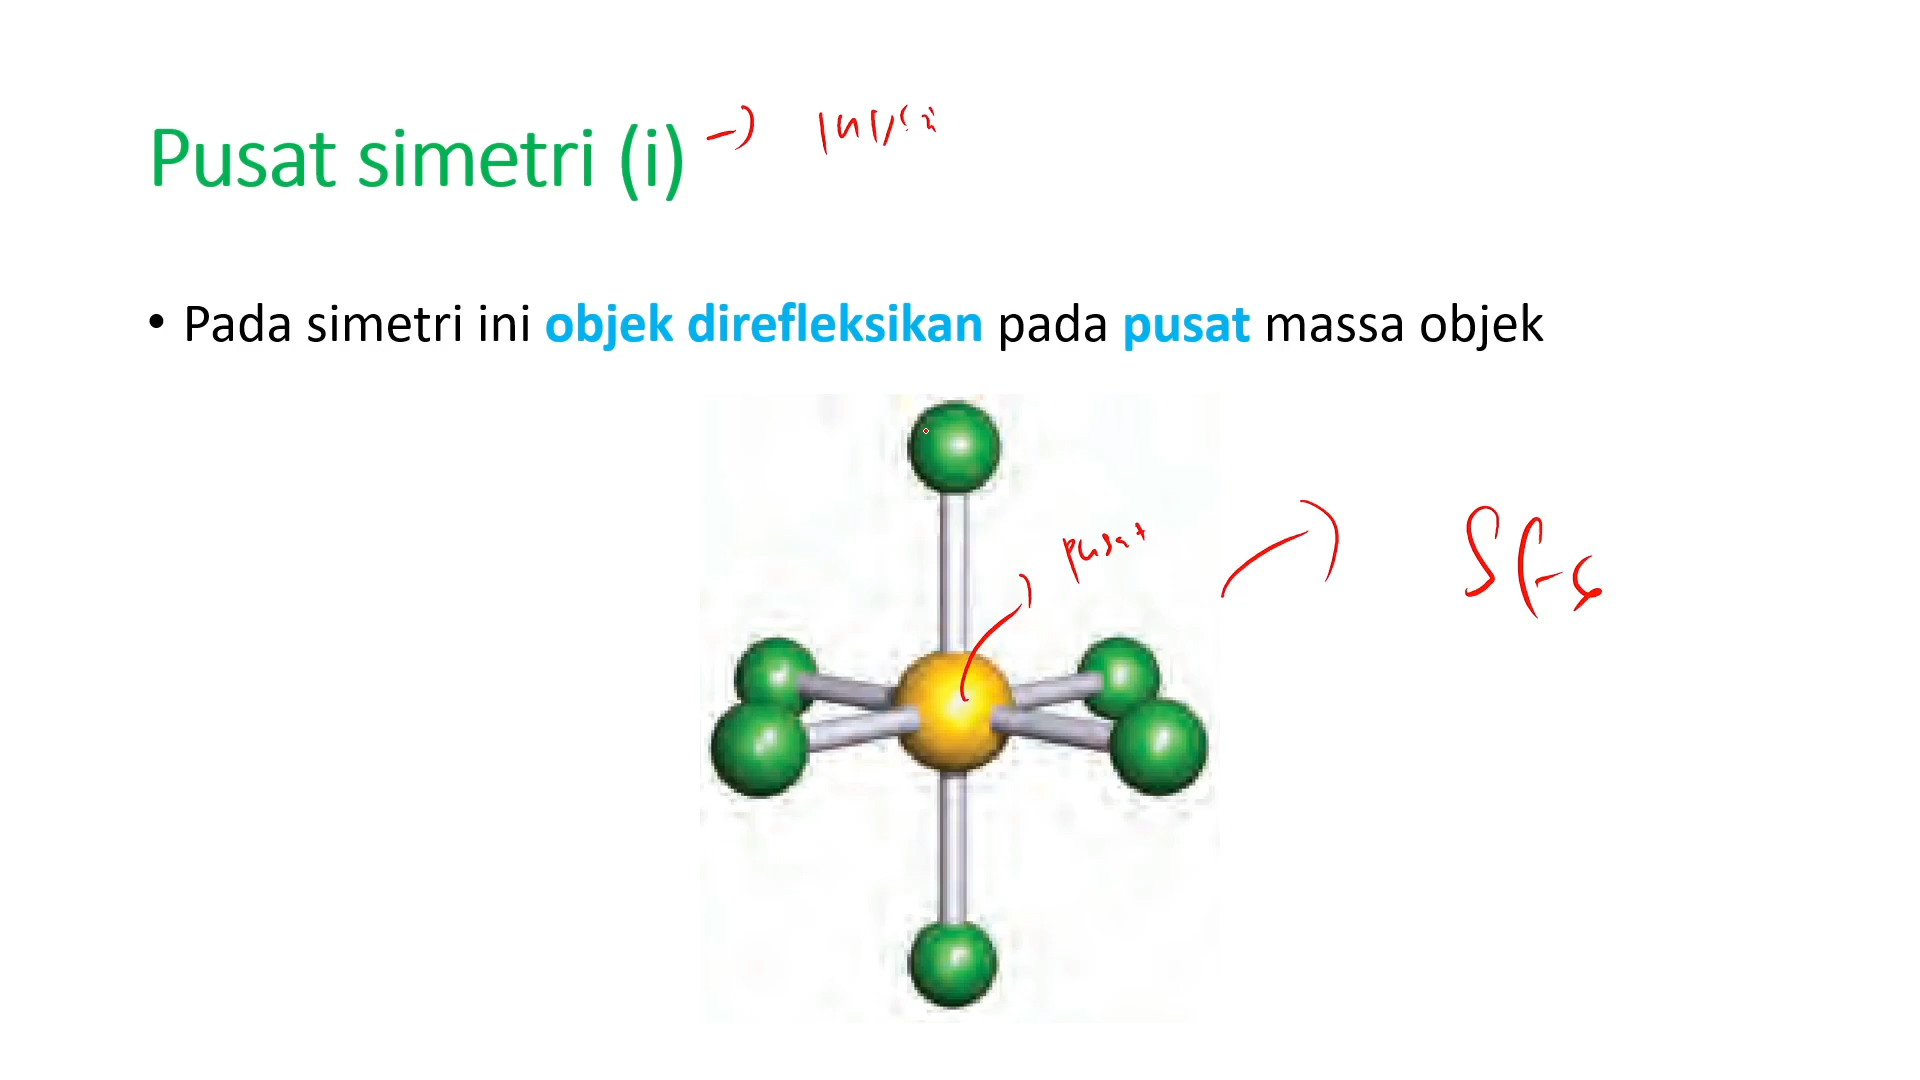 Pusat simetri (i) → inversi
• Pada simetri ini objek direfleksikan pada pusat massa objek
pusat
SF6